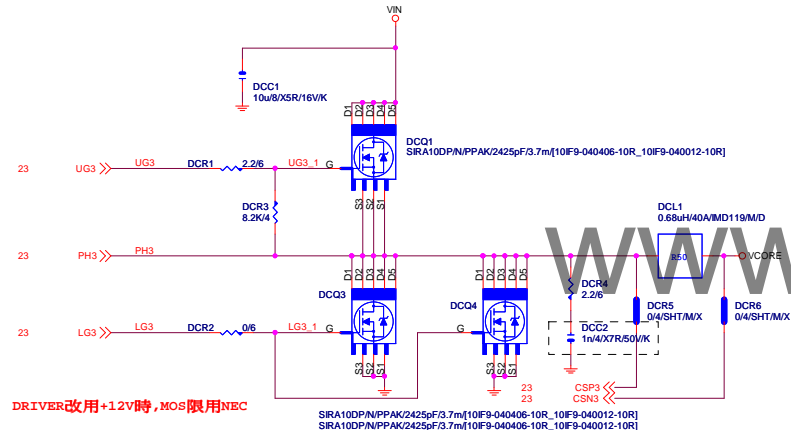 VIN
DCC1
10u/8/X5R/16V/K
D1
D2
D3
D4
D5
DCQ1
SIRA10DP/N/PPAK/2425pF/3.7m/[10IF9-040406-10R_10IF9-040012-10R]
23
UG3
UG3
DCR1
2.2/6
UG3_1
G
S3
S2
S1
DCR3
8.2K/4
DCL1
0.68uH/40A/IMD119/M/D
23
PH3
PH3
WWW
R50
VCORE
D1
D2
D3
D4
D5
D1
D2
D3
D4
D5
DCR4
2.2/6
DCQ3
DCQ4
DCR5
0/4/SHT/M/X
DCR6
0/4/SHT/M/X
23
LG3
LG3
DCR2
0/6
LG3_1
G
G
DCC2
1n/4/X7R/50V/K
S3
S2
S1
S3
S2
S1
23
CSP3
23
CSN3
DRIVER改用+12V時,MOS限用NEC
SIRA10DP/N/PPAK/2425pF/3.7m/[10IF9-040406-10R_10IF9-040012-10R]
SIRA10DP/N/PPAK/2425pF/3.7m/[10IF9-040406-10R_10IF9-040012-10R]